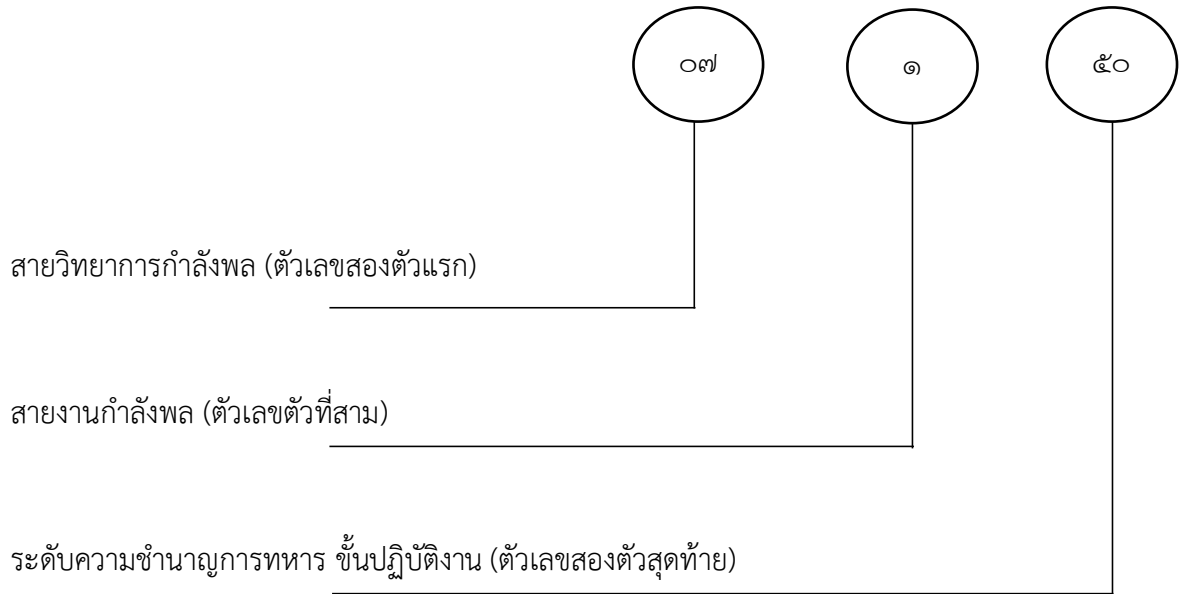 ๐๗ ๑ ๕๐
สายวิทยาการกำลังพล (ตัวเลขสองตัวแรก)
สายงานกำลังพล (ตัวเลขตัวที่สาม)
ระดับความชำนาญการทหาร ขั้นปฏิบัติงาน (ตัวเลขสองตัวสุดท้าย)